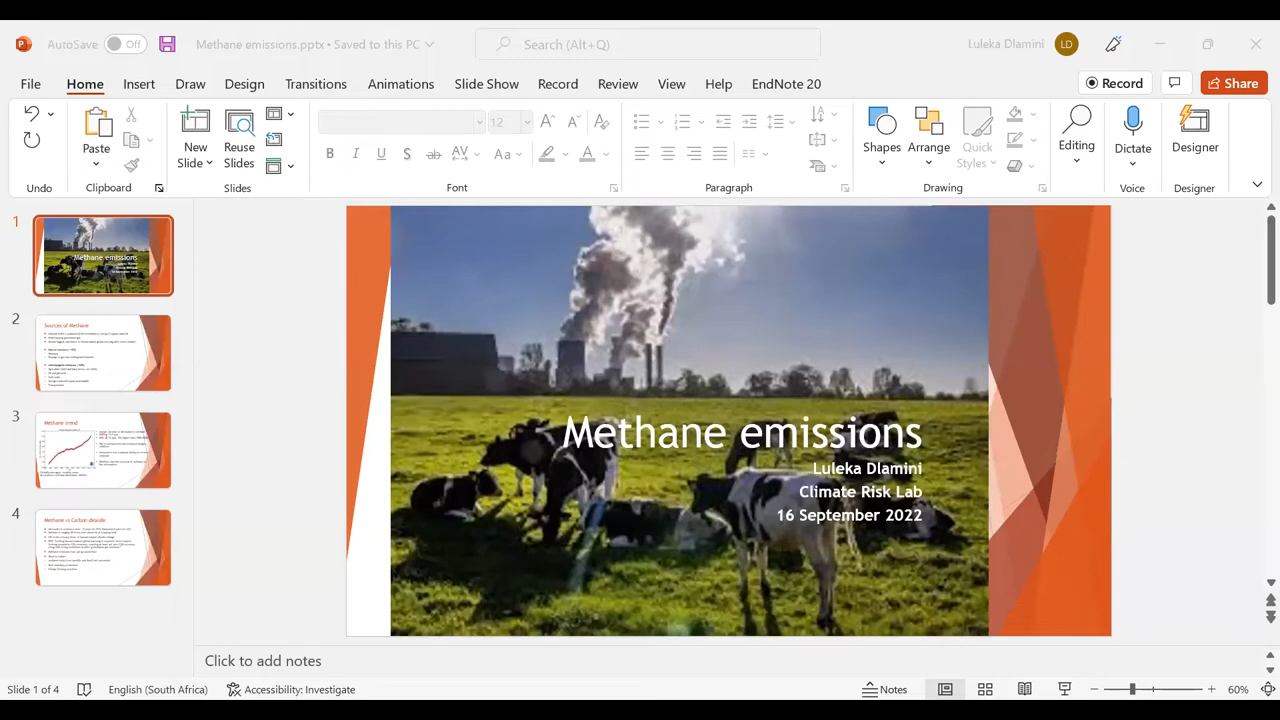 AutoSave Off Methane emissions.pptx • Saved to this PC Search (Alt+Q) Luleka Dlamini LD
File Home Insert Draw Design Transitions Animations Slide Show Record Review View Help EndNote 20 Record Share
Paste New Slide Reuse Slides B I U S ab AV Aa A Shapes Arrange Quick Styles Editing Dictate Designer
Undo Clipboard Slides Font Paragraph Drawing Voice Designer
1
Methane emissions
2
Sources of Methane
3
Methane trend
4
Methane vs Carbon dioxide
Methane emissions
Luleka Dlamini
Climate Risk Lab
16 September 2022
Click to add notes
Slide 1 of 4 English (South Africa) Accessibility: Investigate Notes 60%